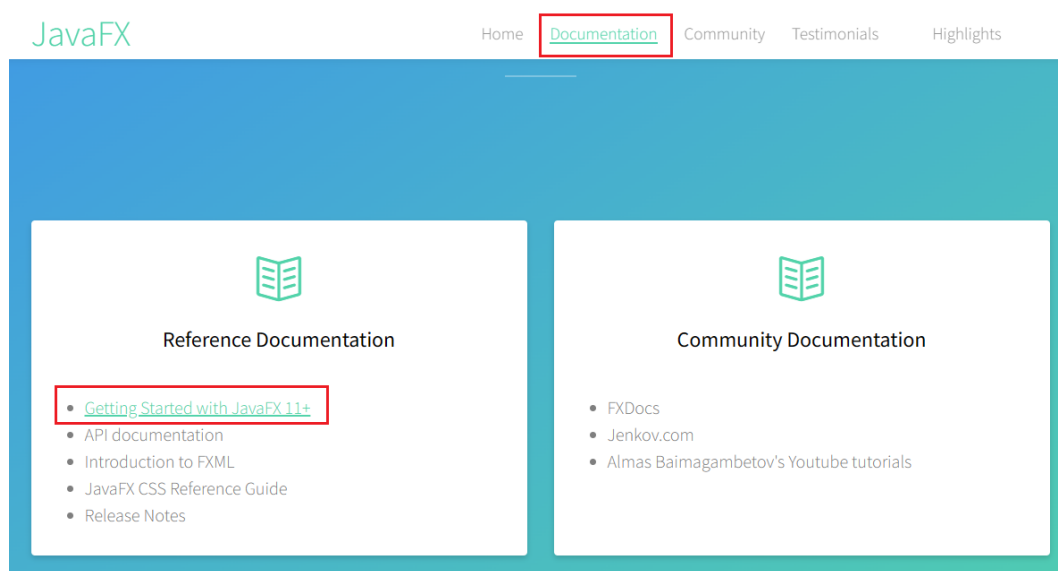 JavaFX
Home Documentation Community Testimonials Highlights
Reference Documentation
Getting Started with JavaFX 11+
API documentation
Introduction to FXML
JavaFX CSS Reference Guide
Release Notes
Community Documentation
FXDocs
Jenkov.com
Almas Baimagambetov's Youtube tutorials